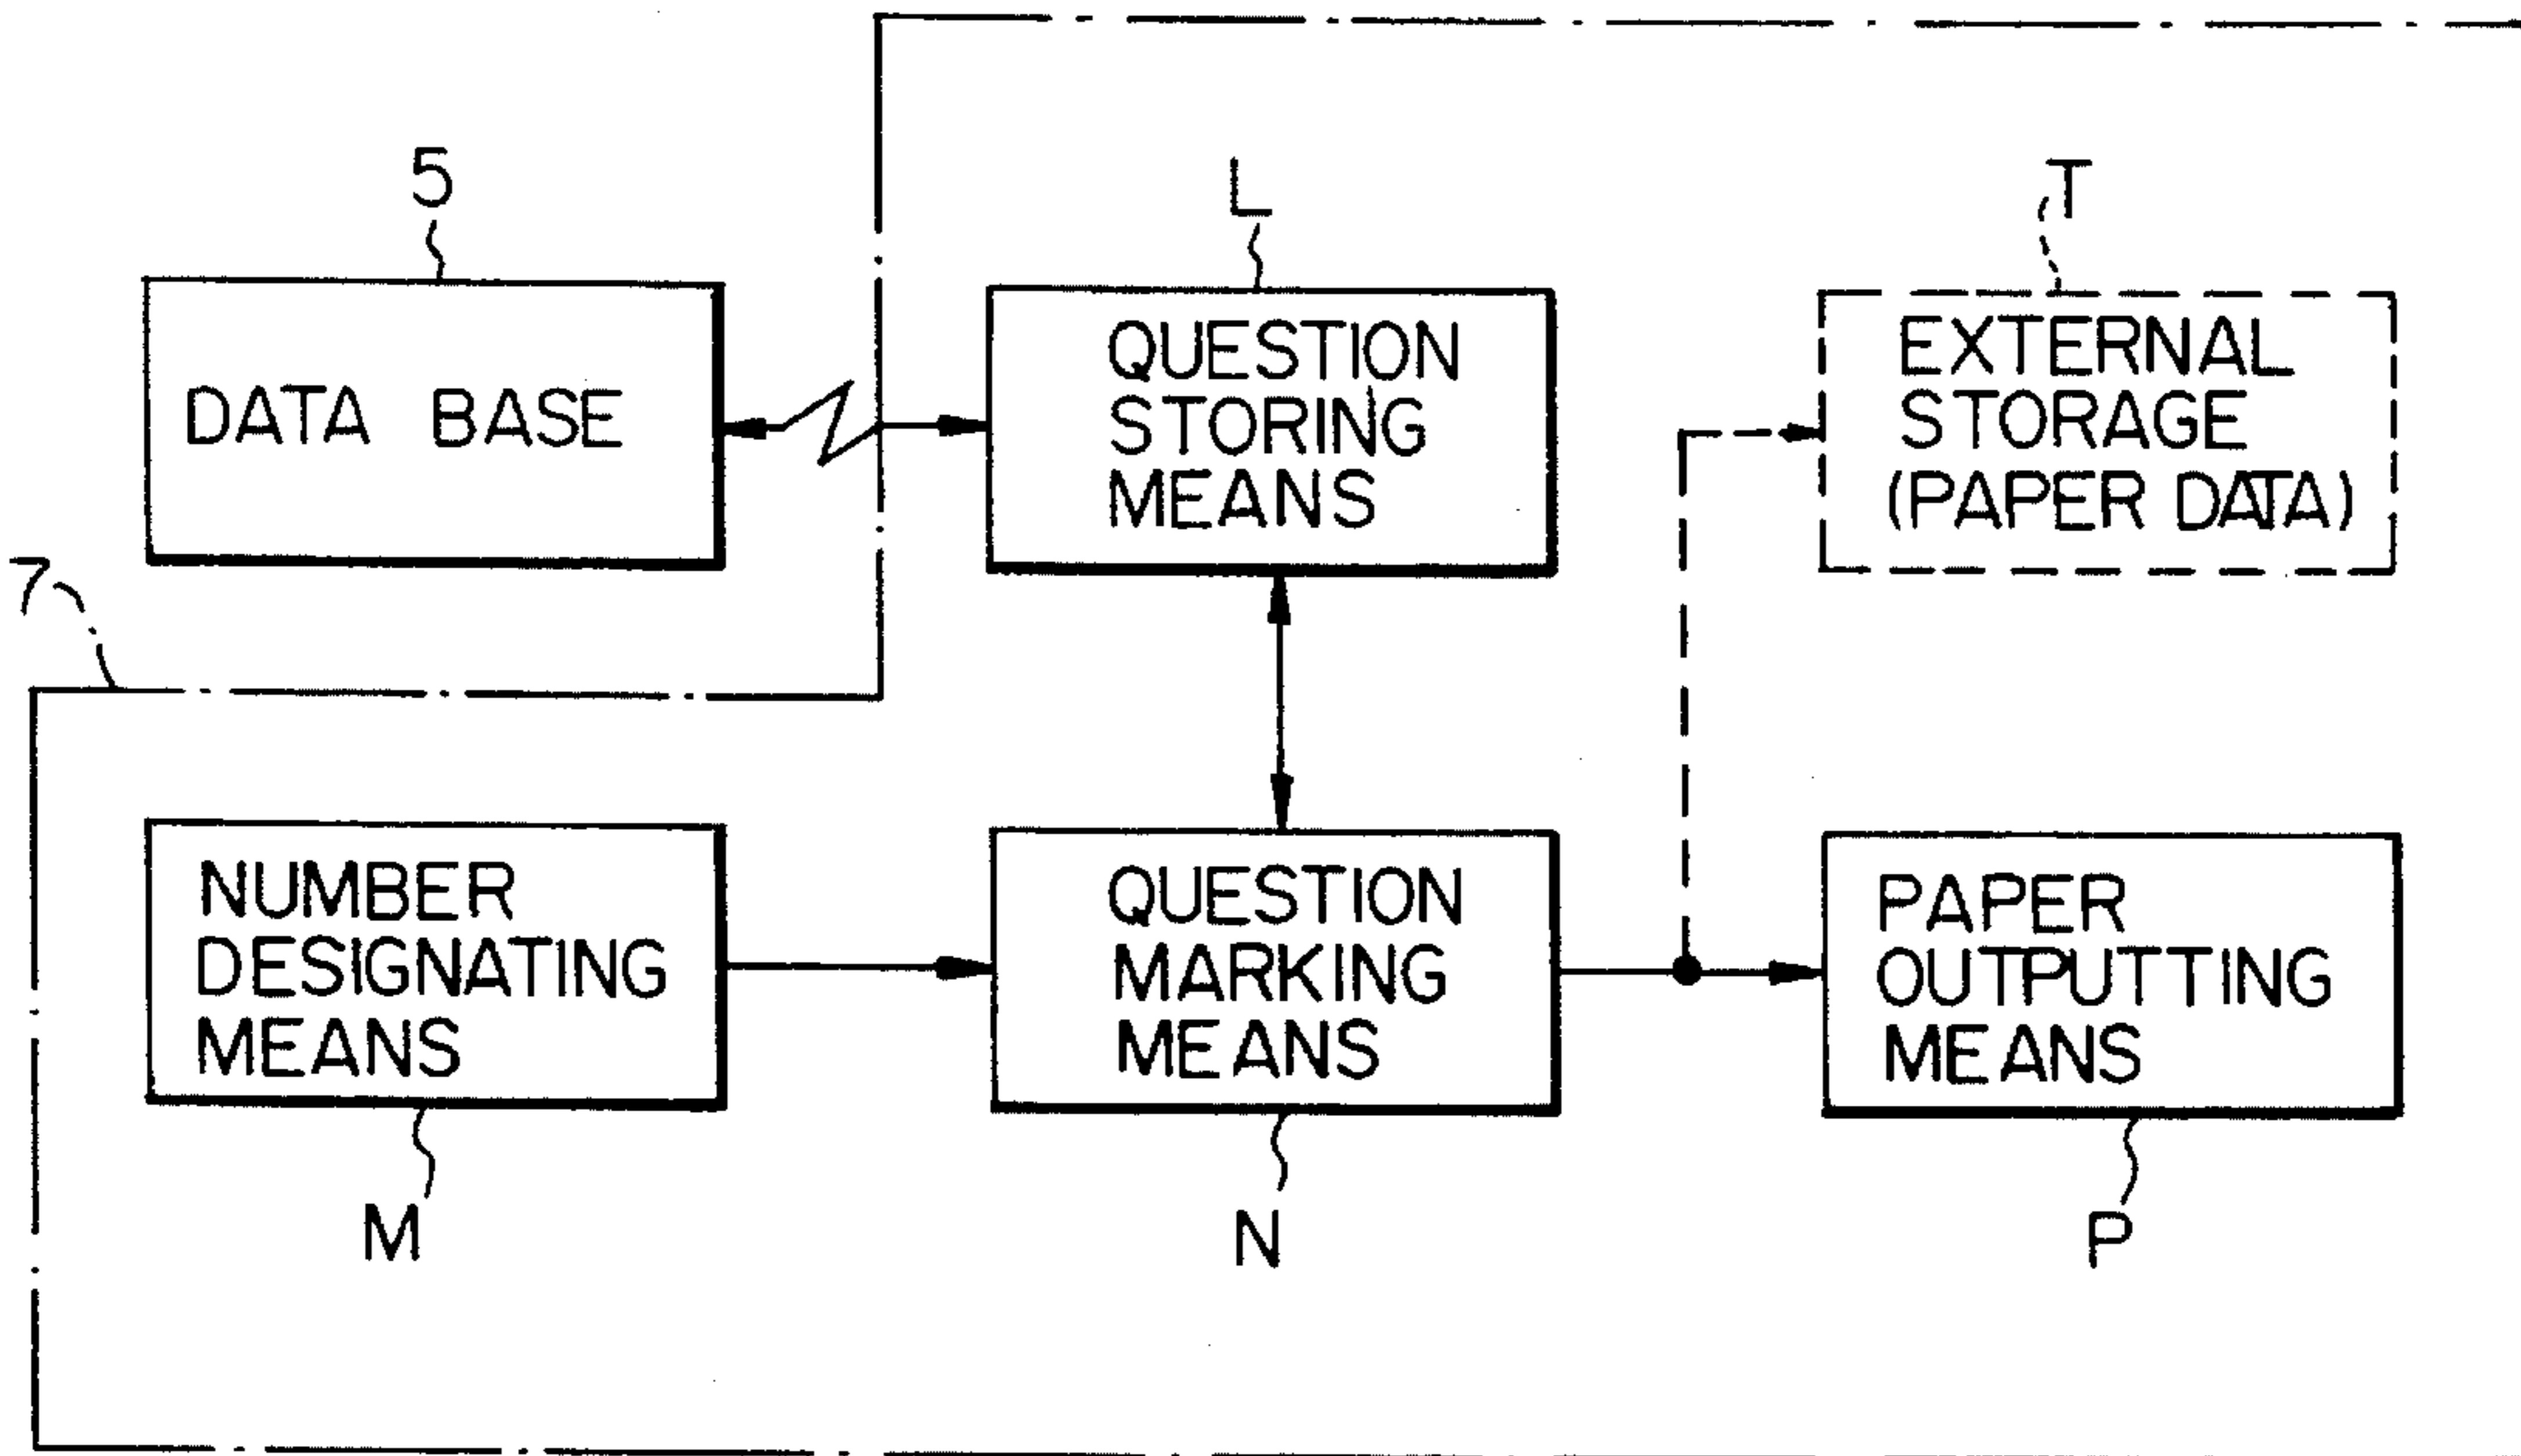 5
DATA BASE
L
QUESTION
STORING
MEANS
T
EXTERNAL
STORAGE
(PAPER DATA)
7
NUMBER
DESIGNATING
MEANS
M
QUESTION
MARKING
MEANS
N
PAPER
OUTPUTTING
MEANS
P